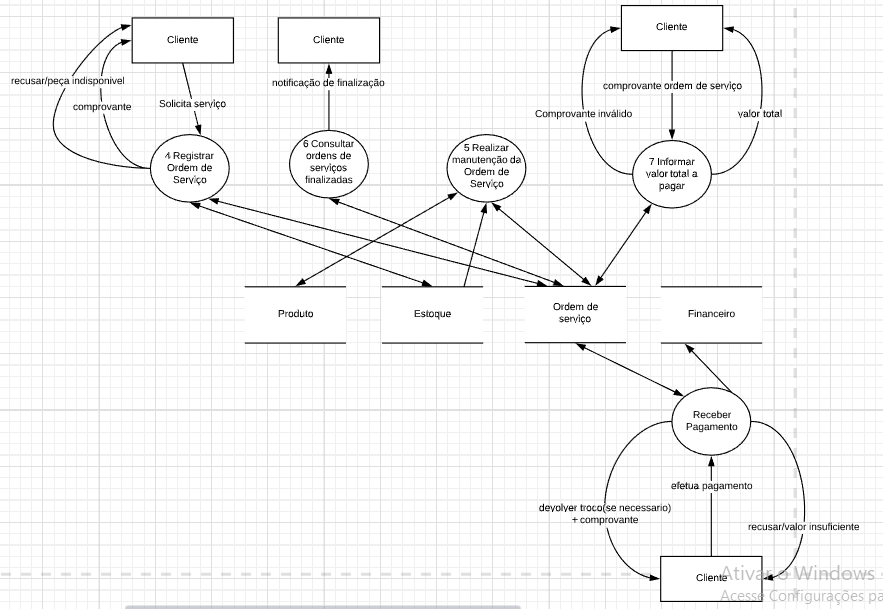 Cliente
Cliente
Cliente
recusar/peça indisponivel
comprovante
Solicita serviço
notificação de finalização
comprovante ordem de serviço
Comprovante inválido
valor total
4 Registrar
Ordem de
Serviço
6 Consultar
ordens de
serviços
finalizadas
5 Realizar
manutenção da
Ordem de
Serviço
7 Informar
valor total a
pagar
Produto
Estoque
Ordem de
serviço
Financeiro
Receber
Pagamento
efetua pagamento
devolver troco(se necessario)
+ comprovante
recusar/valor insuficiente
Cliente
Ativar o Windows
Acesse Configurações pa